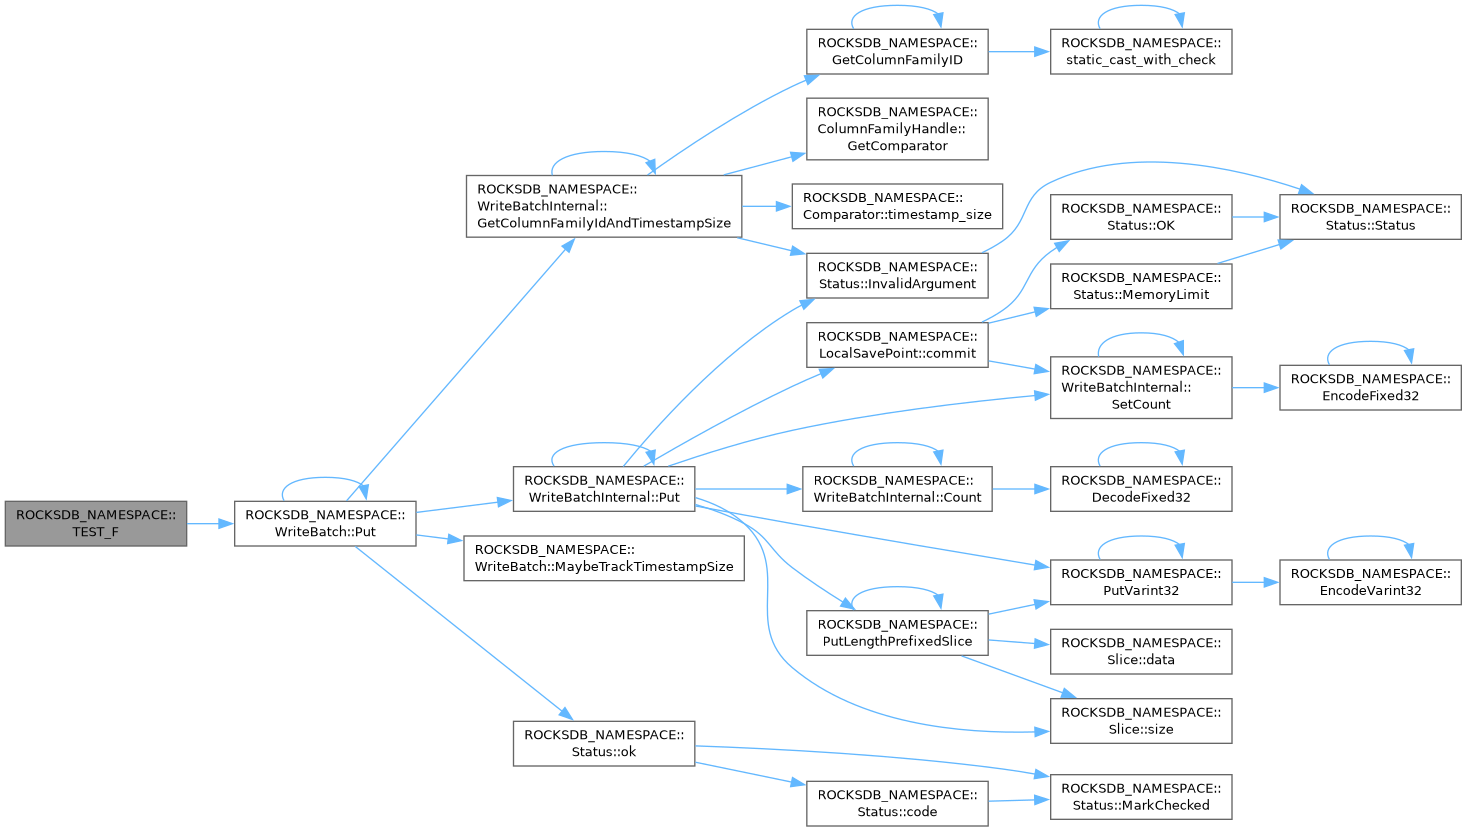 ROCKSDB_NAMESPACE::
TEST_F
ROCKSDB_NAMESPACE::
WriteBatch::Put
ROCKSDB_NAMESPACE::
WriteBatchInternal::
GetColumnFamilyIdAndTimestampSize
ROCKSDB_NAMESPACE::
WriteBatchInternal::Put
ROCKSDB_NAMESPACE::
WriteBatch::MaybeTrackTimestampSize
ROCKSDB_NAMESPACE::
Status::ok
ROCKSDB_NAMESPACE::
GetColumnFamilyID
ROCKSDB_NAMESPACE::
ColumnFamilyHandle::
GetComparator
ROCKSDB_NAMESPACE::
Comparator::timestamp_size
ROCKSDB_NAMESPACE::
Status::InvalidArgument
ROCKSDB_NAMESPACE::
LocalSavePoint::commit
ROCKSDB_NAMESPACE::
WriteBatchInternal::Count
ROCKSDB_NAMESPACE::
PutLengthPrefixedSlice
ROCKSDB_NAMESPACE::
Status::code
ROCKSDB_NAMESPACE::
static_cast_with_check
ROCKSDB_NAMESPACE::
Status::OK
ROCKSDB_NAMESPACE::
Status::MemoryLimit
ROCKSDB_NAMESPACE::
WriteBatchInternal::
SetCount
ROCKSDB_NAMESPACE::
DecodeFixed32
ROCKSDB_NAMESPACE::
PutVarint32
ROCKSDB_NAMESPACE::
Slice::data
ROCKSDB_NAMESPACE::
Slice::size
ROCKSDB_NAMESPACE::
Status::MarkChecked
ROCKSDB_NAMESPACE::
Status::Status
ROCKSDB_NAMESPACE::
EncodeFixed32
ROCKSDB_NAMESPACE::
EncodeVarint32